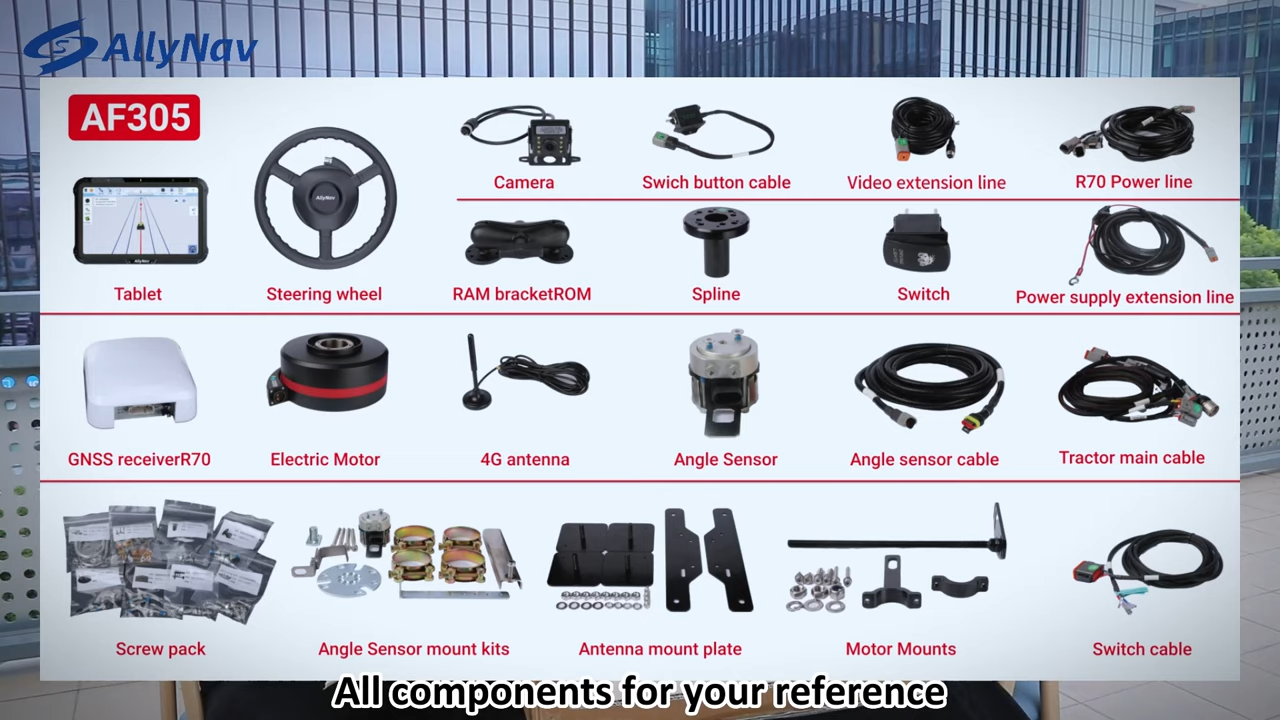 AllyNav
AF305
Camera
Swich button cable
Video extension line
R70 Power line
AllyNav
AllyNav
Tablet
Steering wheel
RAM bracketROM
Spline
Switch
Power supply extension line
GNSS receiverR70
Electric Motor
4G antenna
Angle Sensor
Angle sensor cable
Tractor main cable
Screw pack
Angle Sensor mount kits
Antenna mount plate
Motor Mounts
Switch cable
All components for your reference